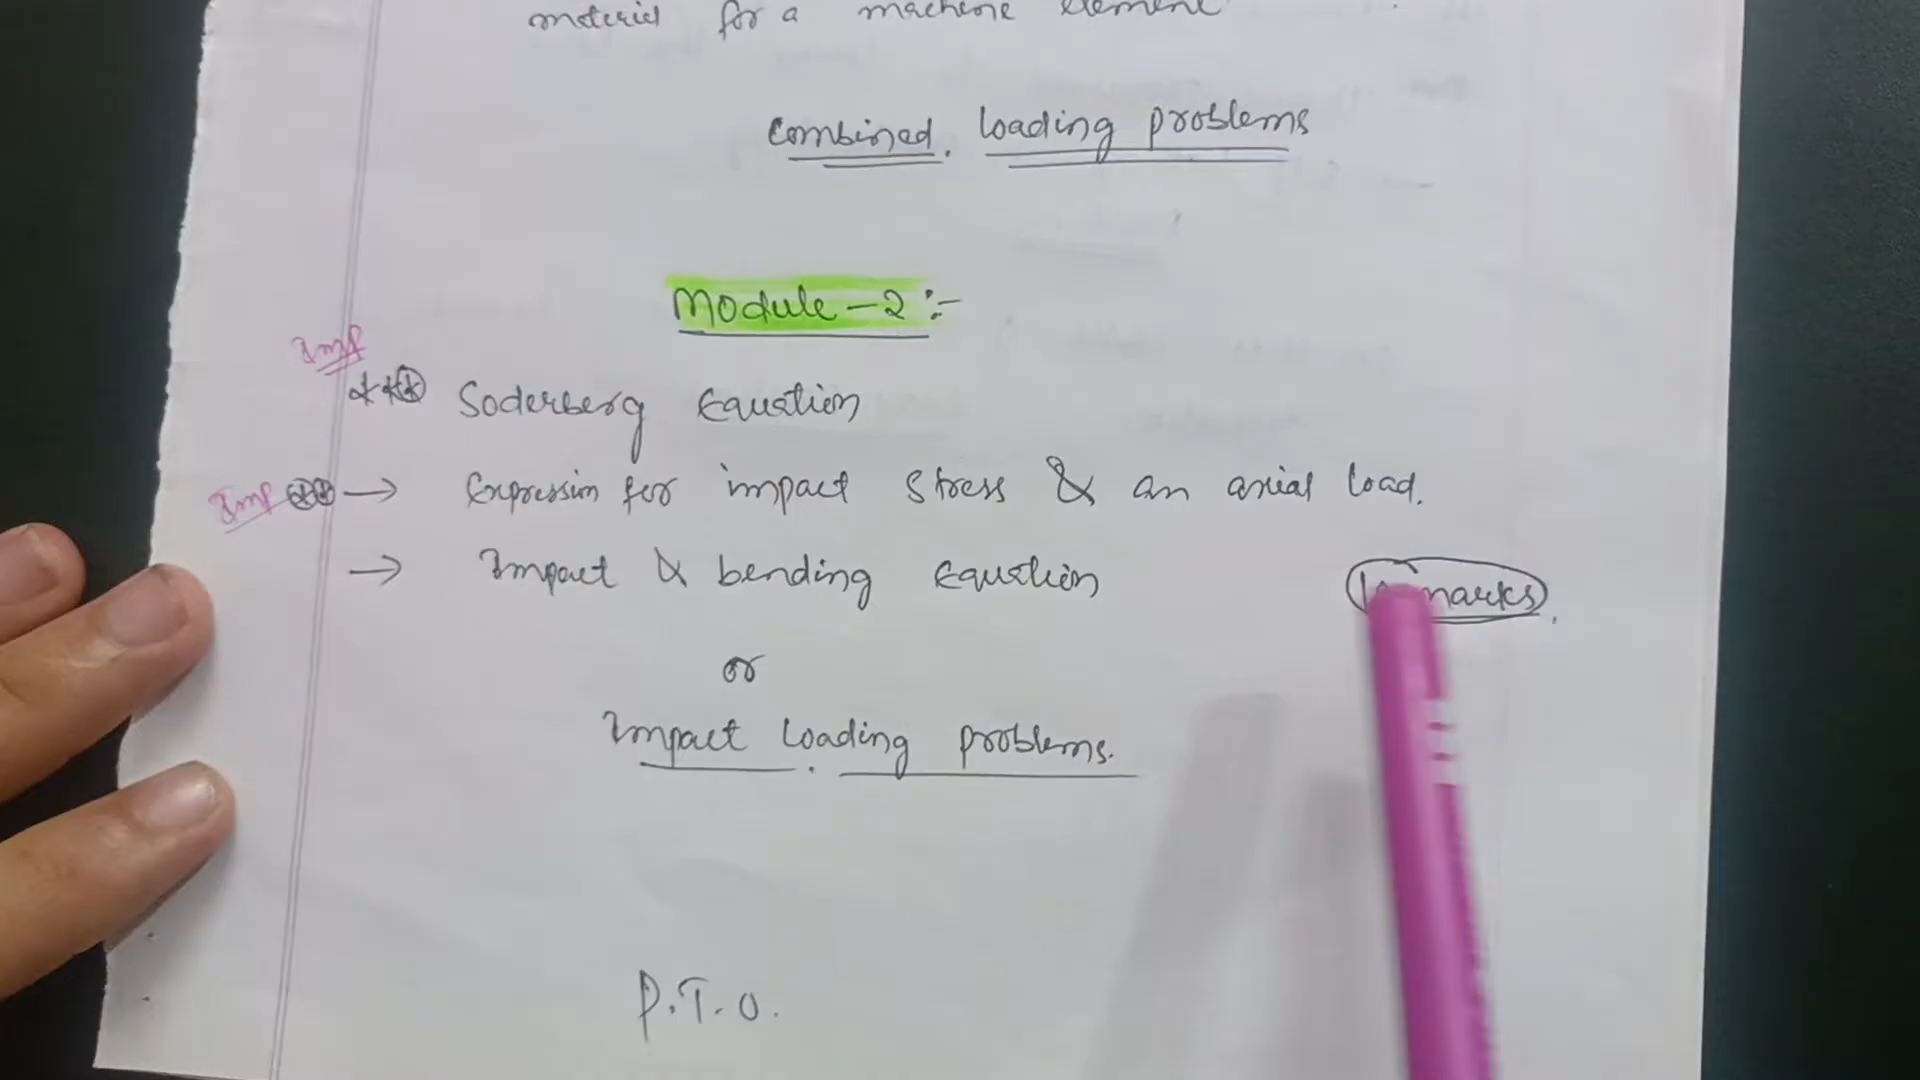 material for a machine element
Combined. loading problems
Module-2:-
Imp
Soderberg Equation
Imp → Expression for impact stress & an axial load.
→ Impact & bending Equation
marks.
or
Impact loading problems.
P.T.O.